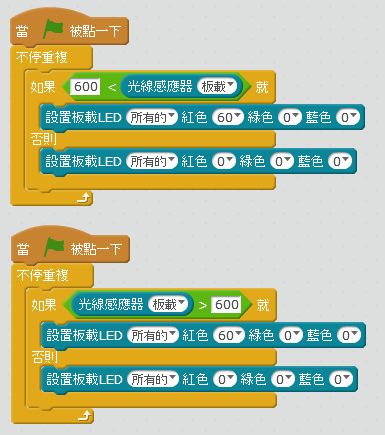 當 被點一下
不停重複
如果 600 < 光線感應器 板載 就
設置板載LED 所有的 紅色 60 綠色 0 藍色 0
否則
設置板載LED 所有的 紅色 0 綠色 0 藍色 0
當 被點一下
不停重複
如果 光線感應器 板載 > 600 就
設置板載LED 所有的 紅色 60 綠色 0 藍色 0
否則
設置板載LED 所有的 紅色 0 綠色 0 藍色 0